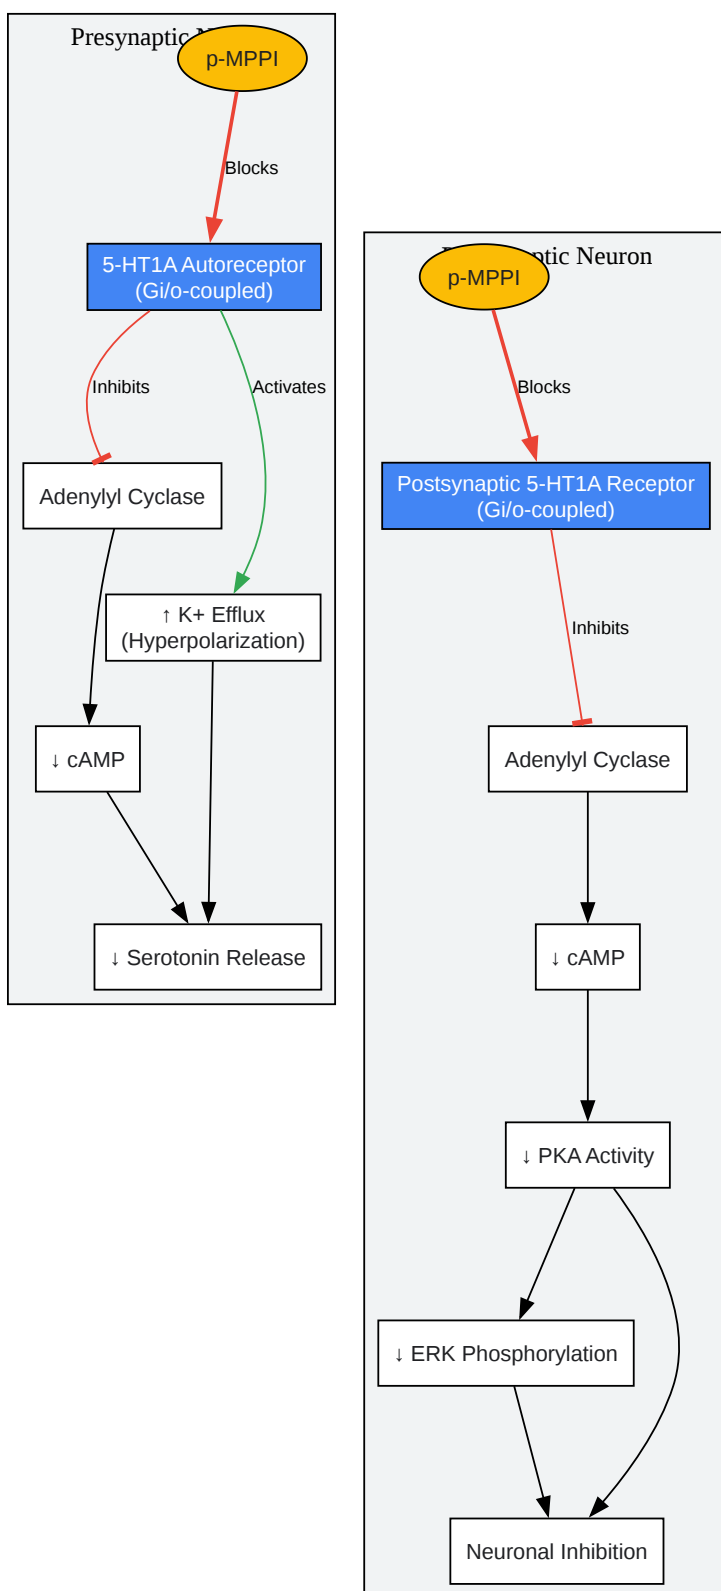 Presynaptic
p-MPPI
Blocks
5-HT1A Autoreceptor
(Gi/o-coupled)
Inhibits
Activates
Adenylyl Cyclase
↑ K+ Efflux
(Hyperpolarization)
↓ cAMP
↓ Serotonin Release
Neuron
p-MPPI
Blocks
Postsynaptic 5-HT1A Receptor
(Gi/o-coupled)
Inhibits
Adenylyl Cyclase
↓ cAMP
↓ PKA Activity
↓ ERK Phosphorylation
Neuronal Inhibition